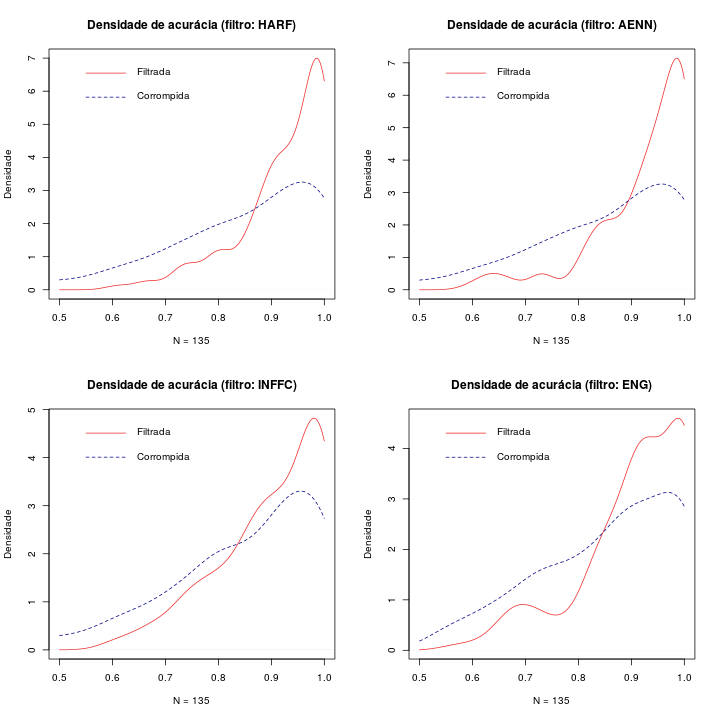 Densidade de acurácia (filtro: HARF)
Densidade
7
6
5
4
3
2
1
0
Filtrada
Corrompida
0.5 0.6 0.7 0.8 0.9 1.0
N = 135
Densidade de acurácia (filtro: AENN)
Densidade
7
6
5
4
3
2
1
0
Filtrada
Corrompida
0.5 0.6 0.7 0.8 0.9 1.0
N = 135
Densidade de acurácia (filtro: INFFC)
Densidade
5
4
3
2
1
0
Filtrada
Corrompida
0.5 0.6 0.7 0.8 0.9 1.0
N = 135
Densidade de acurácia (filtro: ENG)
Densidade
4
3
2
1
0
Filtrada
Corrompida
0.5 0.6 0.7 0.8 0.9 1.0
N = 135